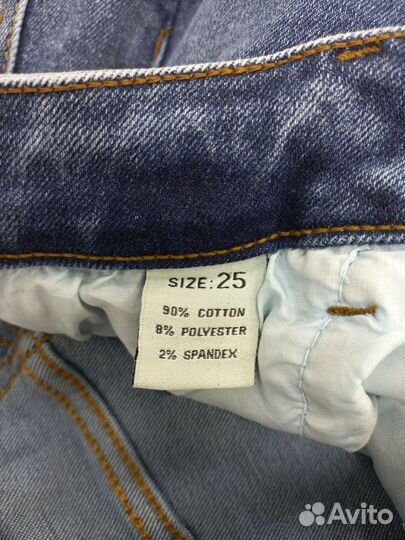 SIZE: 25
90% COTTON
8% POLYESTER
2% SPANDEX
Avito